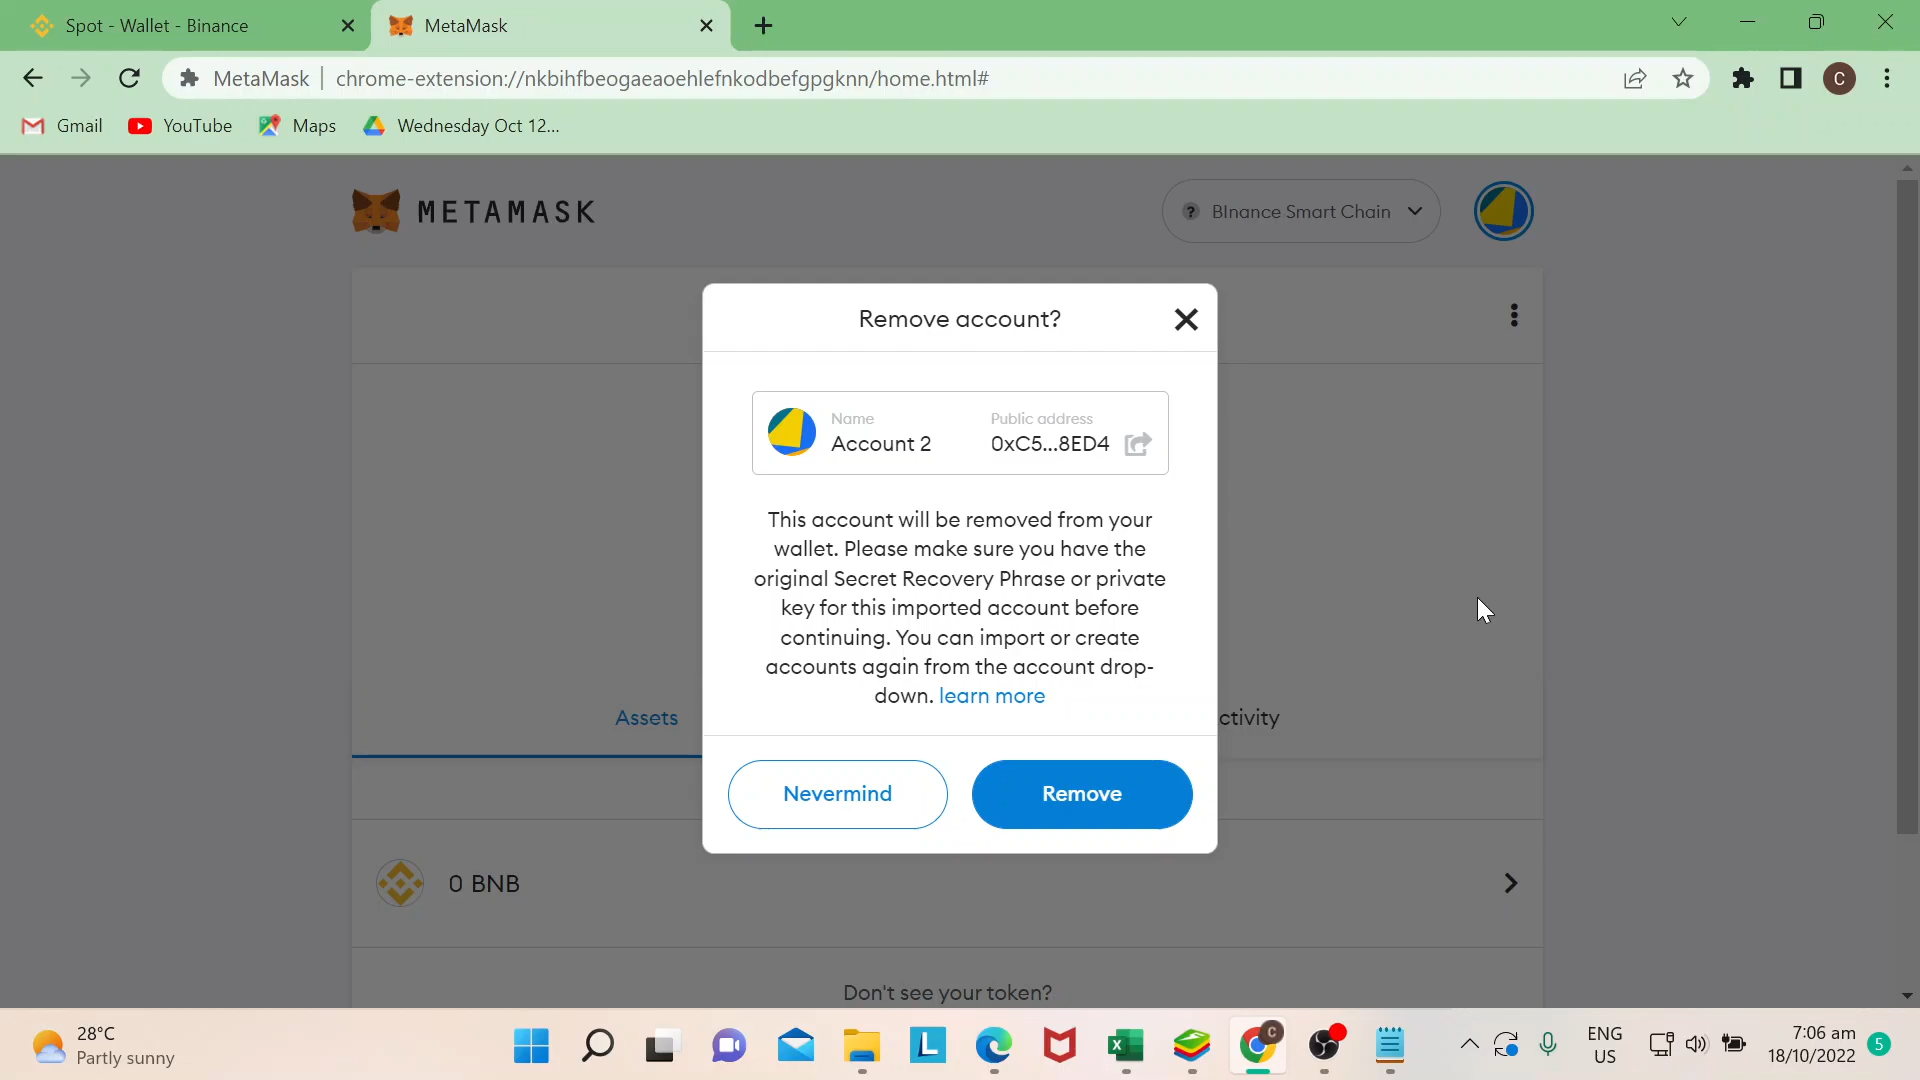 Spot - Wallet - Binance
MetaMask
MetaMask | chrome-extension://nkbihfbeogaeaoehlefnkodbefgpgknn/home.html#
C
Gmail
YouTube
Maps
Wednesday Oct 12...
METAMASK
? BInance Smart Chain
Remove account?
Name
Account 2
Public address
0xC5...8ED4
This account will be removed from your
wallet. Please make sure you have the
original Secret Recovery Phrase or private
key for this imported account before
continuing. You can import or create
accounts again from the account drop-
down. learn more
Assets
ctivity
Nevermind
Remove
0 BNB
Don't see your token?
28°C
Partly sunny
L
X
C
ENG
US
7:06 am
18/10/2022
5